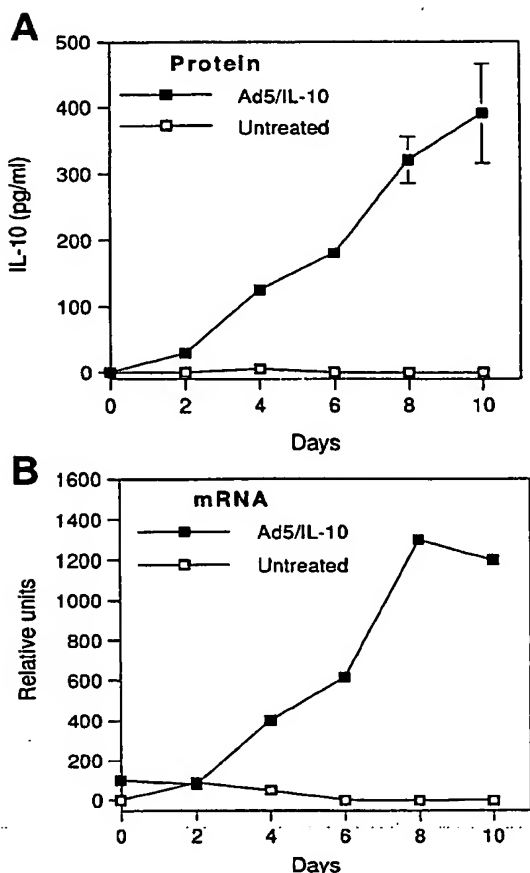 A
Protein
Ad5/IL-10
Untreated
IL-10 (pg/ml)
500
400
300
200
100
0
0 2 4 6 8 10
Days
B
mRNA
Ad5/IL-10
Untreated
Relative units
1600
1400
1200
1000
800
600
400
200
0
0 2 4 6 8 10
Days